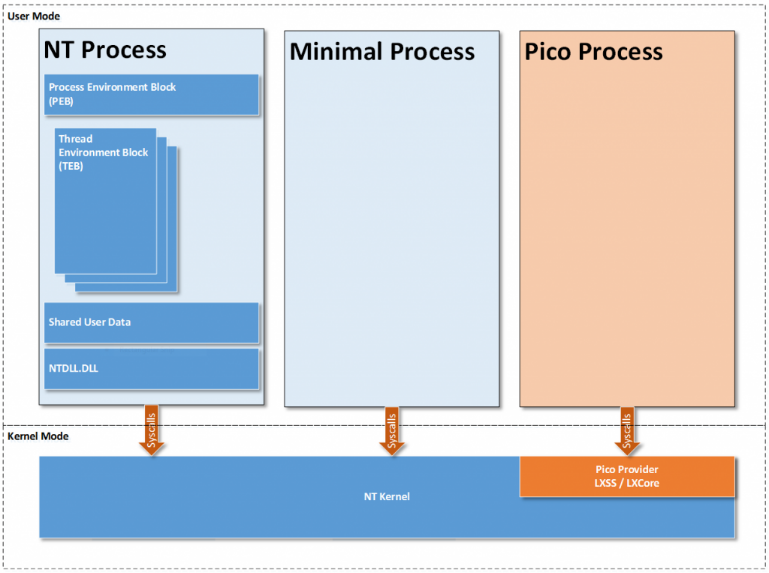 User Mode
NT Process
Process Environment Block
(PEB)
Thread
Environment Block
(TEB)
Shared User Data
NTDLL.DLL
Minimal Process
Pico Process
Syscalls
Syscalls
Syscalls
Kernel Mode
NT Kernel
Pico Provider
LXSS / LXCore